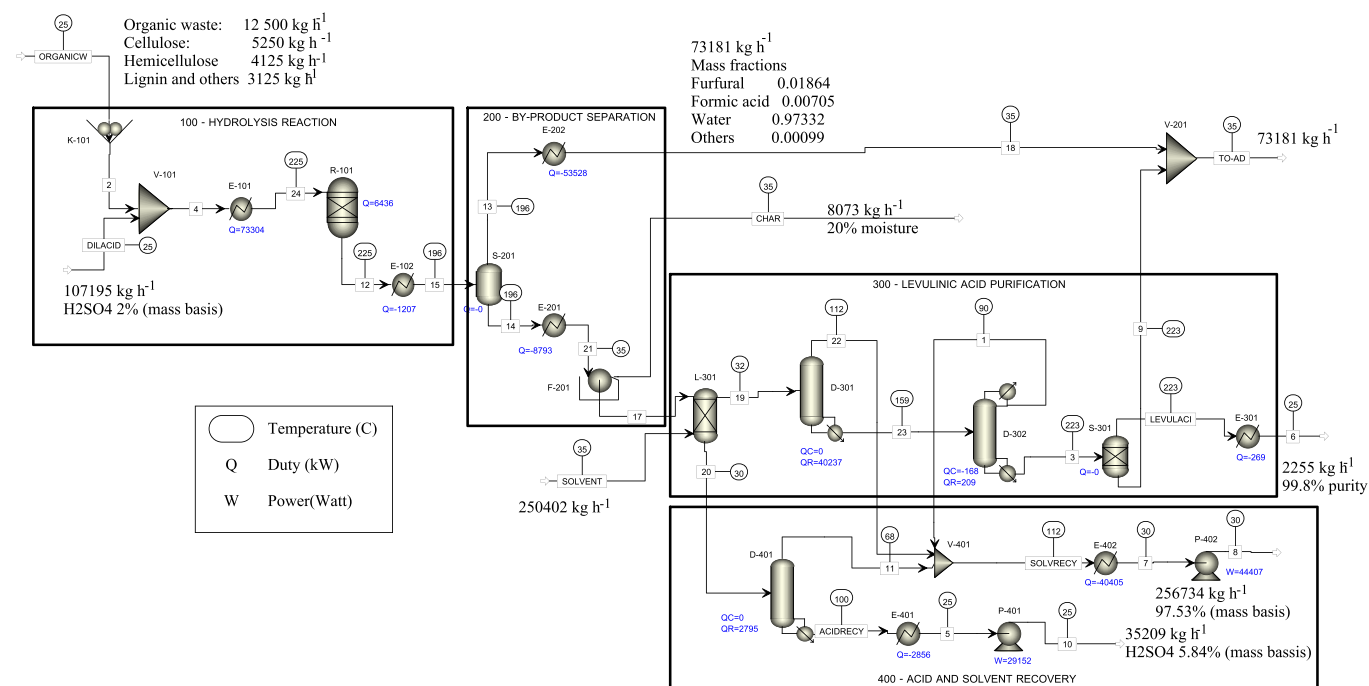 25
ORGANICW
Organic waste: 12 500 kg h-1
Cellulose: 5250 kg h-1
Hemicellulose 4125 kg h-1
Lignin and others 3125 kg h-1
100 - HYDROLYSIS REACTION
K-101
2
V-101
4
DILACID
25
107195 kg h-1
H2SO4 2% (mass basis)
E-101
Q=73304
225
24
R-101
Q=6436
225
12
E-102
Q=-1207
196
15
200 - BY-PRODUCT SEPARATION
E-202
Q=-53528
13
196
S-201
Q=-0
196
14
E-201
Q=-8793
21
35
F-201
17
73181 kg h-1
Mass fractions
Furfural 0.01864
Formic acid 0.00705
Water 0.97332
Others 0.00099
35
18
V-201
35
TO-AD
73181 kg h-1
35
CHAR
8073 kg h-1
20% moisture
300 - LEVULINIC ACID PURIFICATION
L-301
32
19
20
30
35
SOLVENT
250402 kg h-1
112
22
D-301
QC=0
QR=40237
159
23
90
1
D-302
QC=-168
QR=209
223
3
S-301
Q=-0
9
223
223
LEVULACI
E-301
Q=-269
25
6
2255 kg h-1
99.8% purity
Temperature (C)
Q Duty (kW)
W Power(Watt)
D-401
QC=0
QR=2795
68
11
V-401
112
SOLVRECY
E-402
Q=-40405
30
7
P-402
W=44407
30
8
256734 kg h-1
97.53% (mass basis)
100
ACIDRECY
E-401
Q=-2856
25
5
P-401
W=29152
25
10
35209 kg h-1
H2SO4 5.84% (mass bassis)
400 - ACID AND SOLVENT RECOVERY